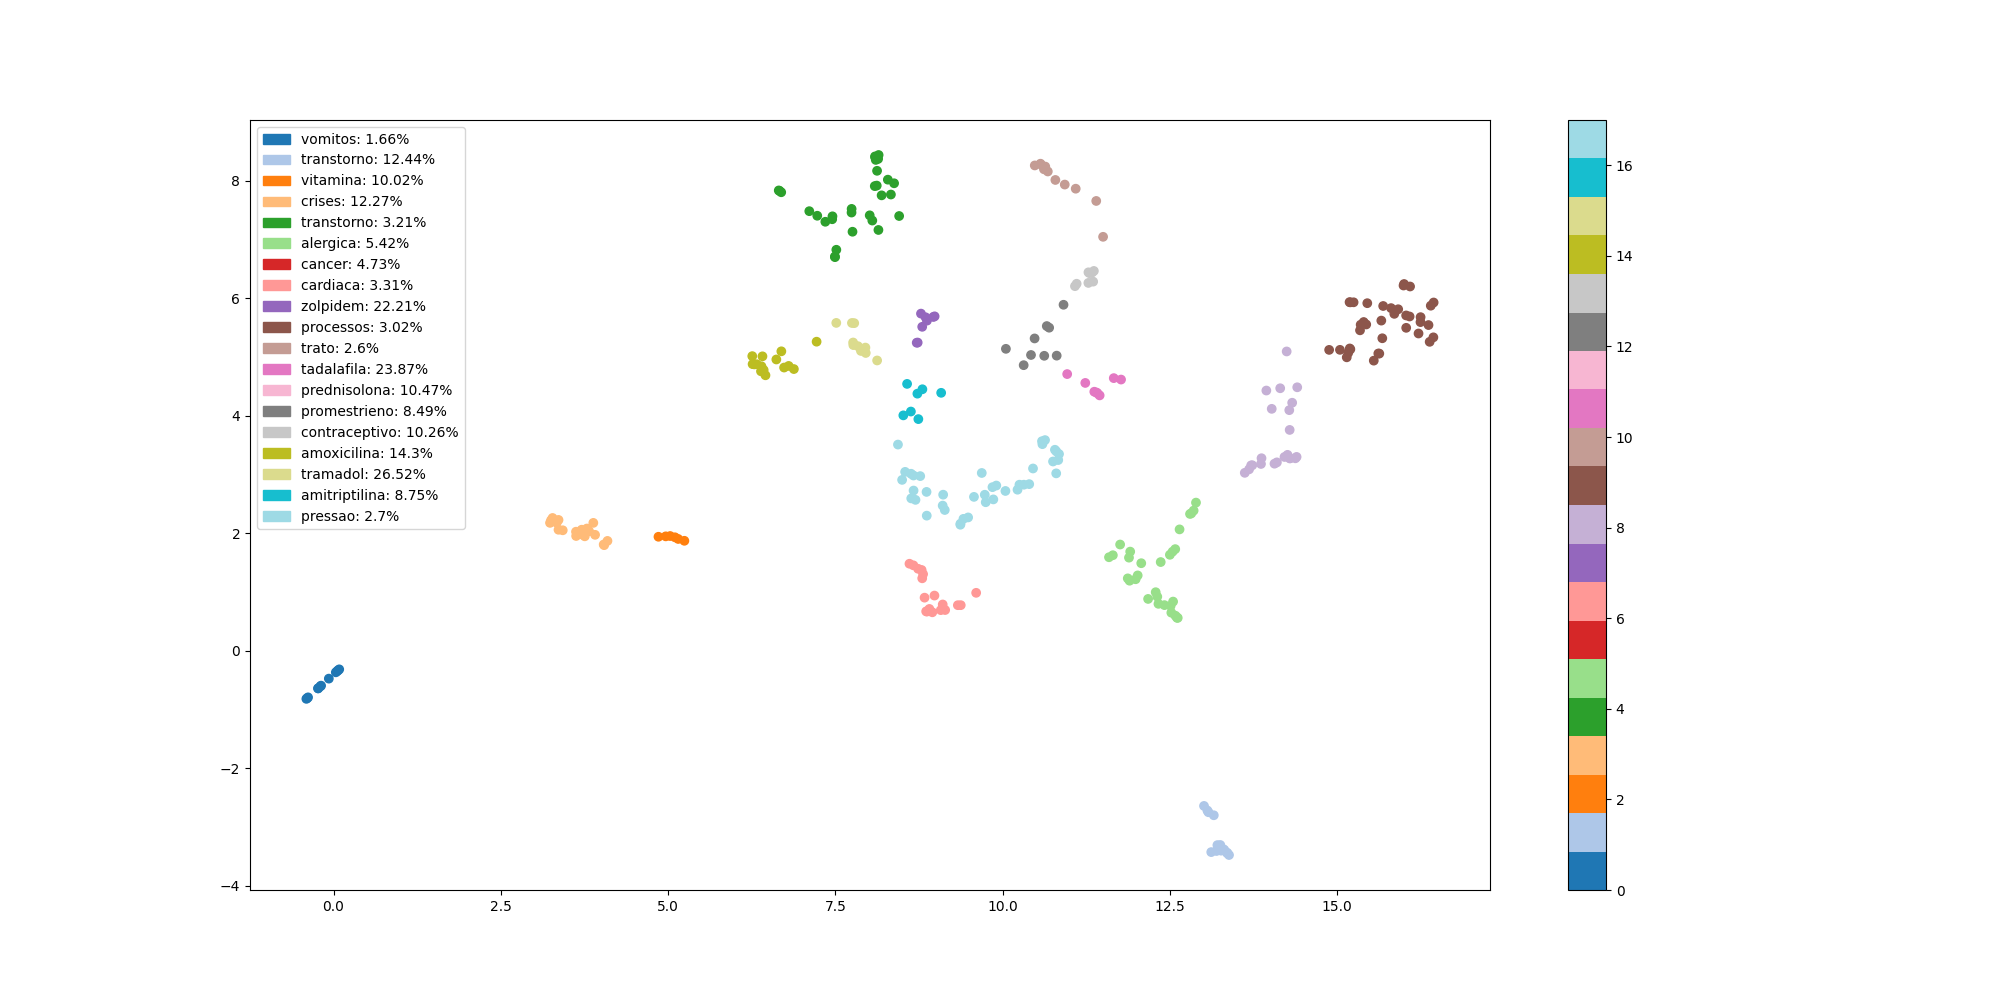 vomitos: 1.66%
transtorno: 12.44%
vitamina: 10.02%
crises: 12.27%
transtorno: 3.21%
alergica: 5.42%
cancer: 4.73%
cardiaca: 3.31%
zolpidem: 22.21%
processos: 3.02%
trato: 2.6%
tadalafila: 23.87%
prednisolona: 10.47%
promestrieno: 8.49%
contraceptivo: 10.26%
amoxicilina: 14.3%
tramadol: 26.52%
amitriptilina: 8.75%
pressao: 2.7%
8
6
4
2
0
−2
−4
0.0 2.5 5.0 7.5 10.0 12.5 15.0
16
14
12
10
8
6
4
2
0